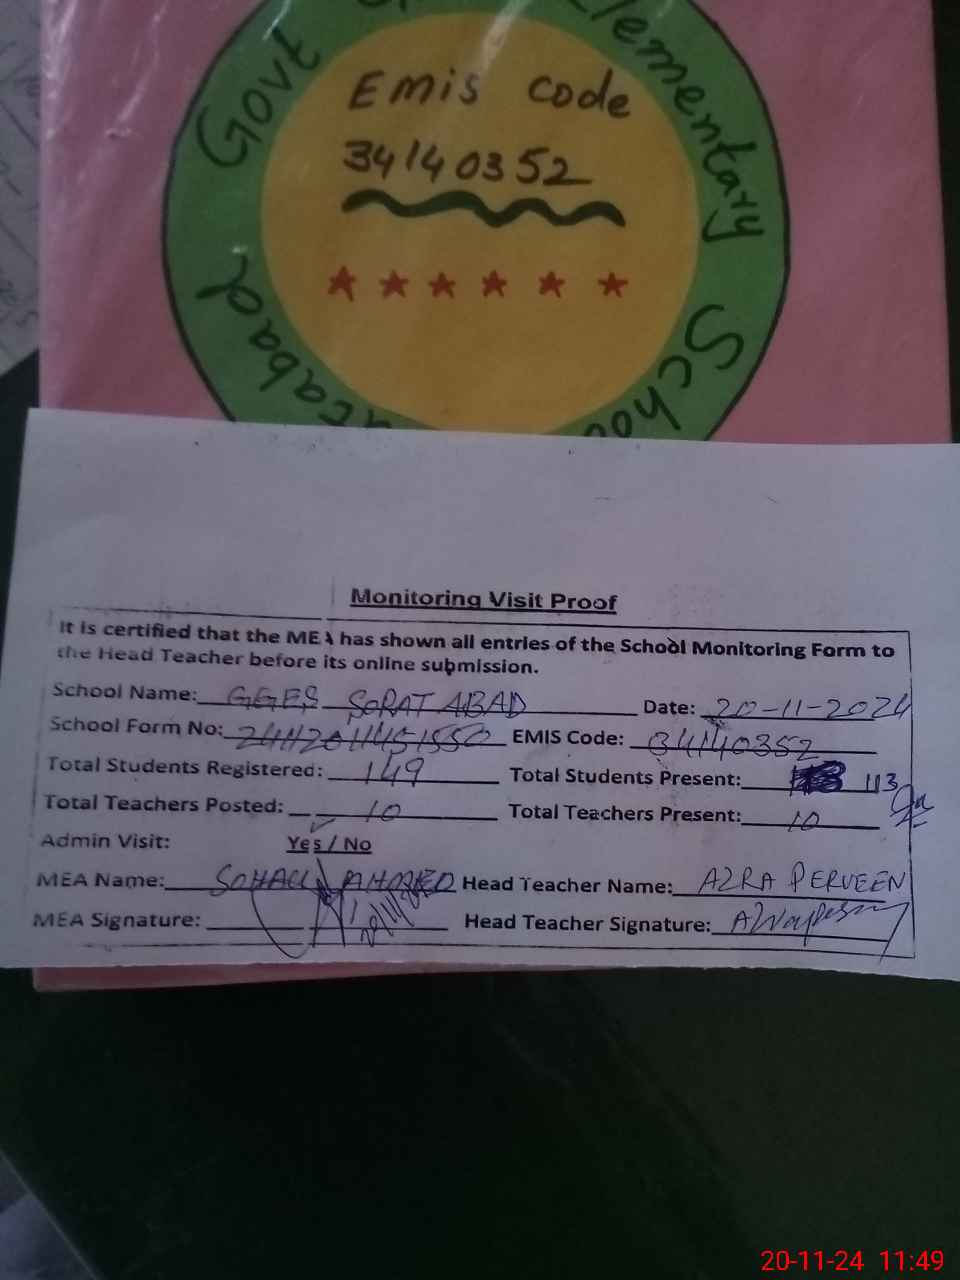 Govt
Elementary
School
Emis code
34140352
Monitoring Visit Proof
It is certified that the MEA has shown all entries of the School Monitoring Form to
the Head Teacher before its online submission.
School Name: GGES SORAT ABAD Date: 20-11-2024
School Form No: EMIS Code: 34140352
Total Students Registered: 149 Total Students Present: 113
Total Teachers Posted: 10 Total Teachers Present: 10
Admin Visit: Yes / No
MEA Name: SOHAIL AHMED Head Teacher Name: AZRA PERVEEN
MEA Signature: 20/11/24 Head Teacher Signature:
20-11-24 11:49